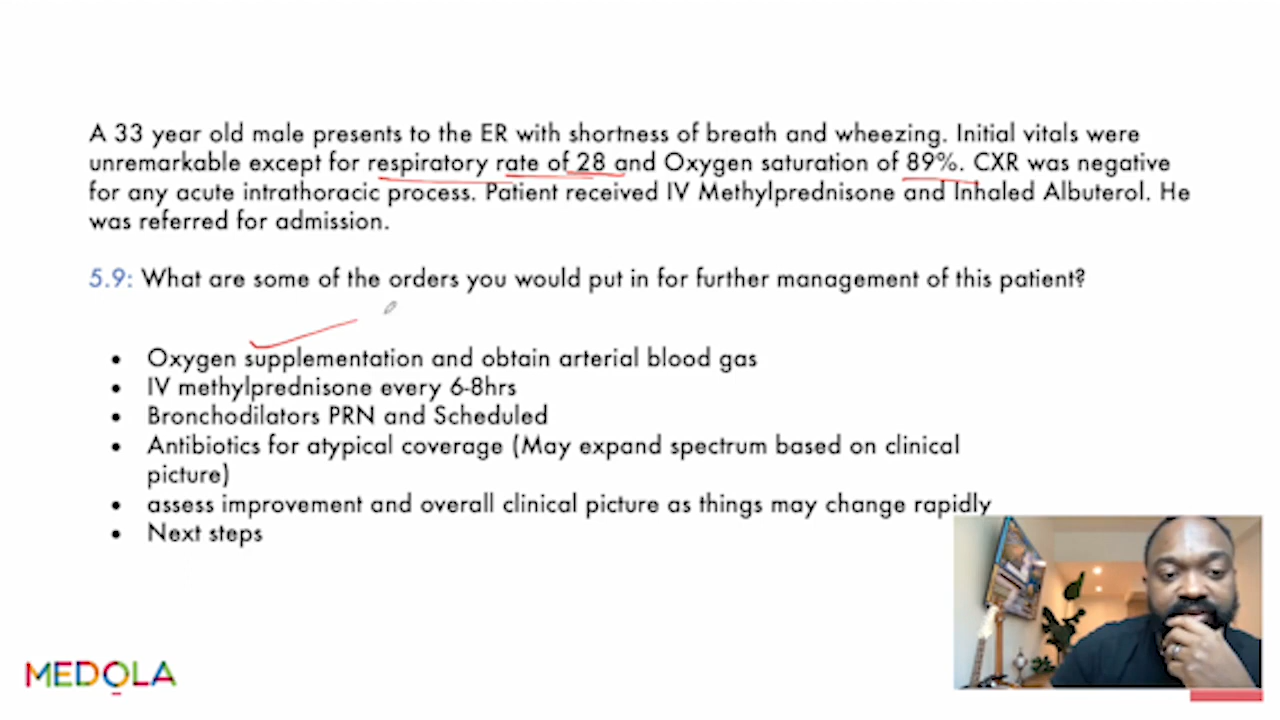 A 33 year old male presents to the ER with shortness of breath and wheezing. Initial vitals were
unremarkable except for respiratory rate of 28 and Oxygen saturation of 89%. CXR was negative
for any acute intrathoracic process. Patient received IV Methylprednisone and Inhaled Albuterol. He
was referred for admission.
5.9: What are some of the orders you would put in for further management of this patient?
• Oxygen supplementation and obtain arterial blood gas
• IV methylprednisone every 6-8hrs
• Bronchodilators PRN and Scheduled
• Antibiotics for atypical coverage (May expand spectrum based on clinical
picture)
• assess improvement and overall clinical picture as things may change rapidly
• Next steps
MEDOLA